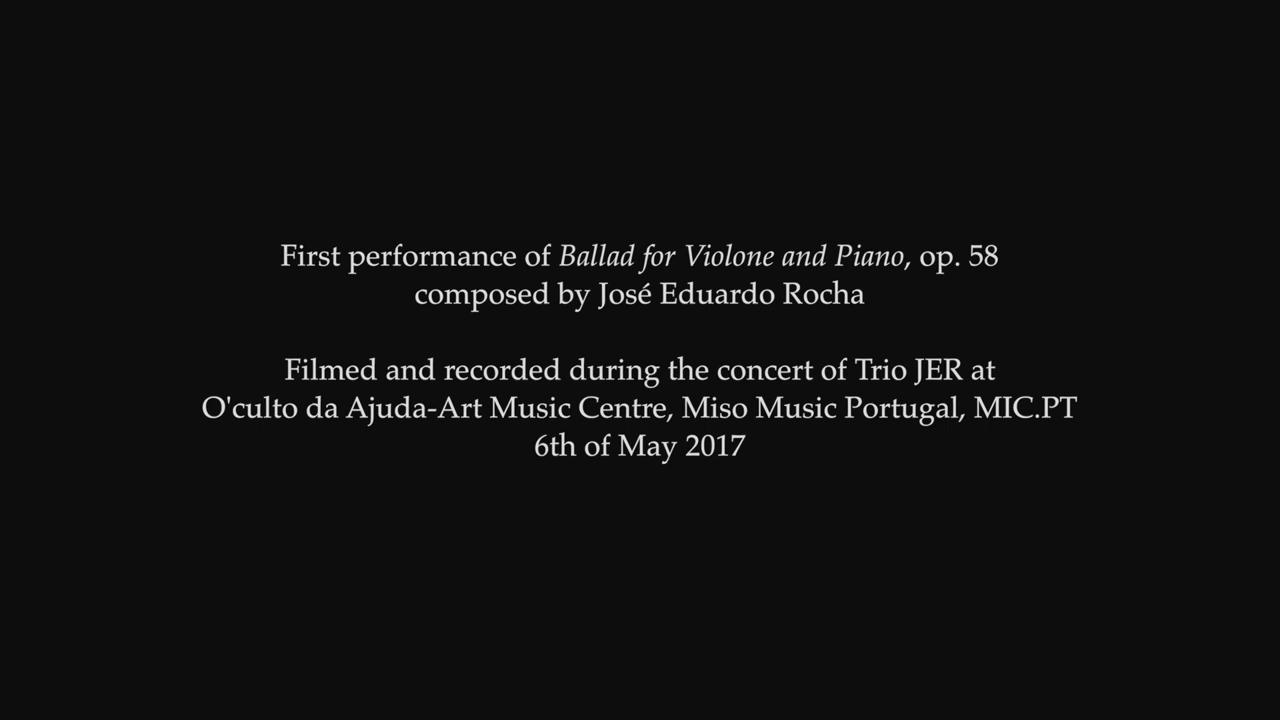 First performance of Ballad for Violone and Piano, op. 58
composed by José Eduardo Rocha
Filmed and recorded during the concert of Trio JER at
O'culto da Ajuda-Art Music Centre, Miso Music Portugal, MIC.PT
6th of May 2017